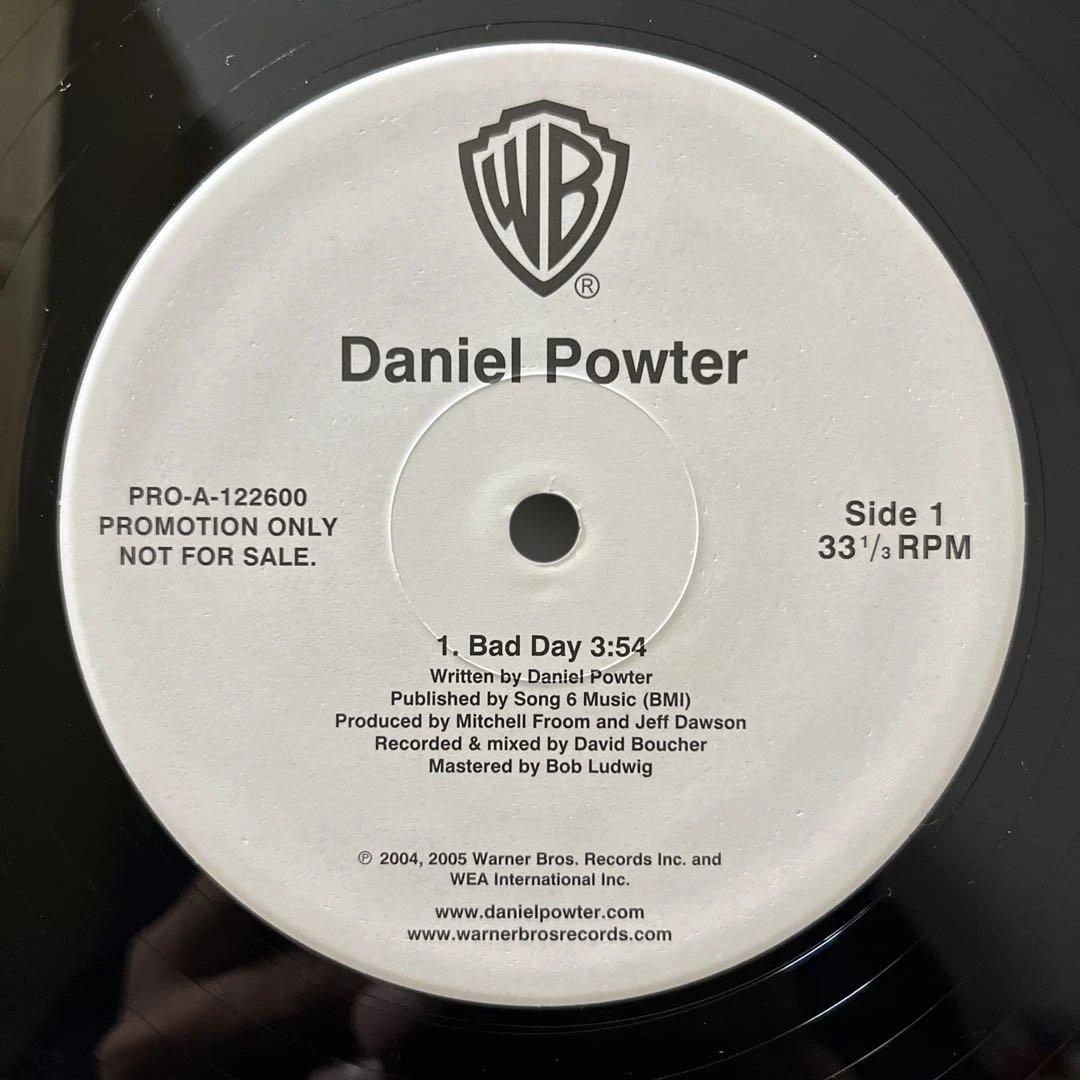 WB
®
Daniel Powter
PRO-A-122600
PROMOTION ONLY
NOT FOR SALE.
Side 1
33 1/3 RPM
1. Bad Day 3:54
Written by Daniel Powter
Published by Song 6 Music (BMI)
Produced by Mitchell Froom and Jeff Dawson
Recorded & mixed by David Boucher
Mastered by Bob Ludwig
℗ 2004, 2005 Warner Bros. Records Inc. and
WEA International Inc.
www.danielpowter.com
www.warnerbrosrecords.com